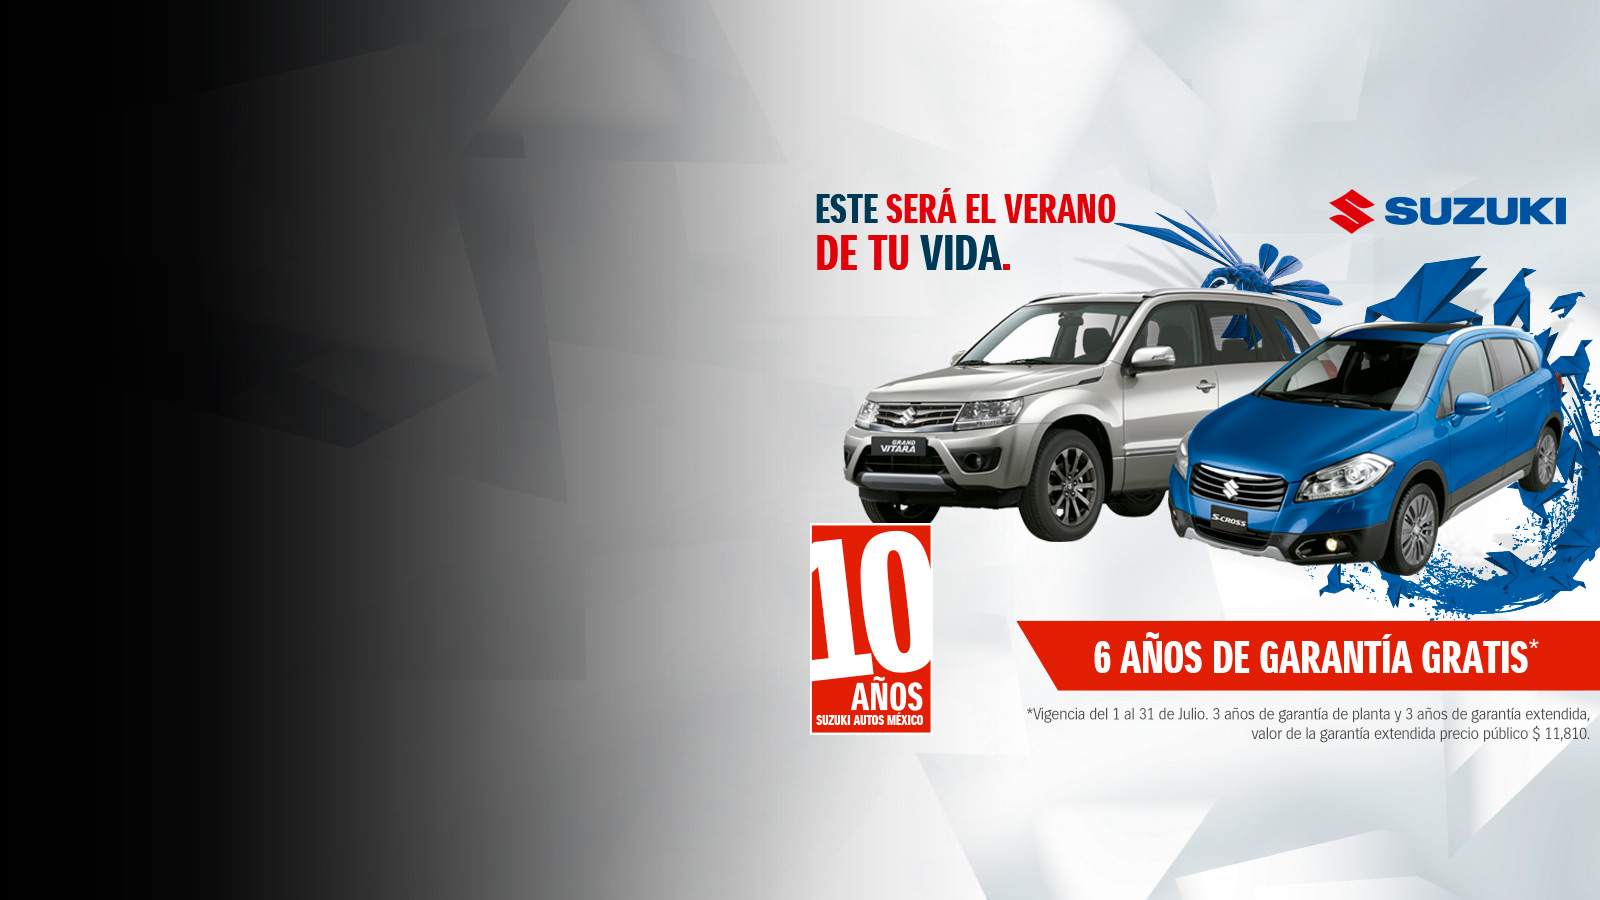 ESTE SERÁ EL VERANO
DE TU VIDA.
SUZUKI
GRAND
VITARA
S-CROSS
10
AÑOS
SUZUKI AUTOS MÉXICO
6 AÑOS DE GARANTÍA GRATIS*
*Vigencia del 1 al 31 de Julio. 3 años de garantía de planta y 3 años de garantía extendida,
valor de la garantía extendida precio público $ 11,810.